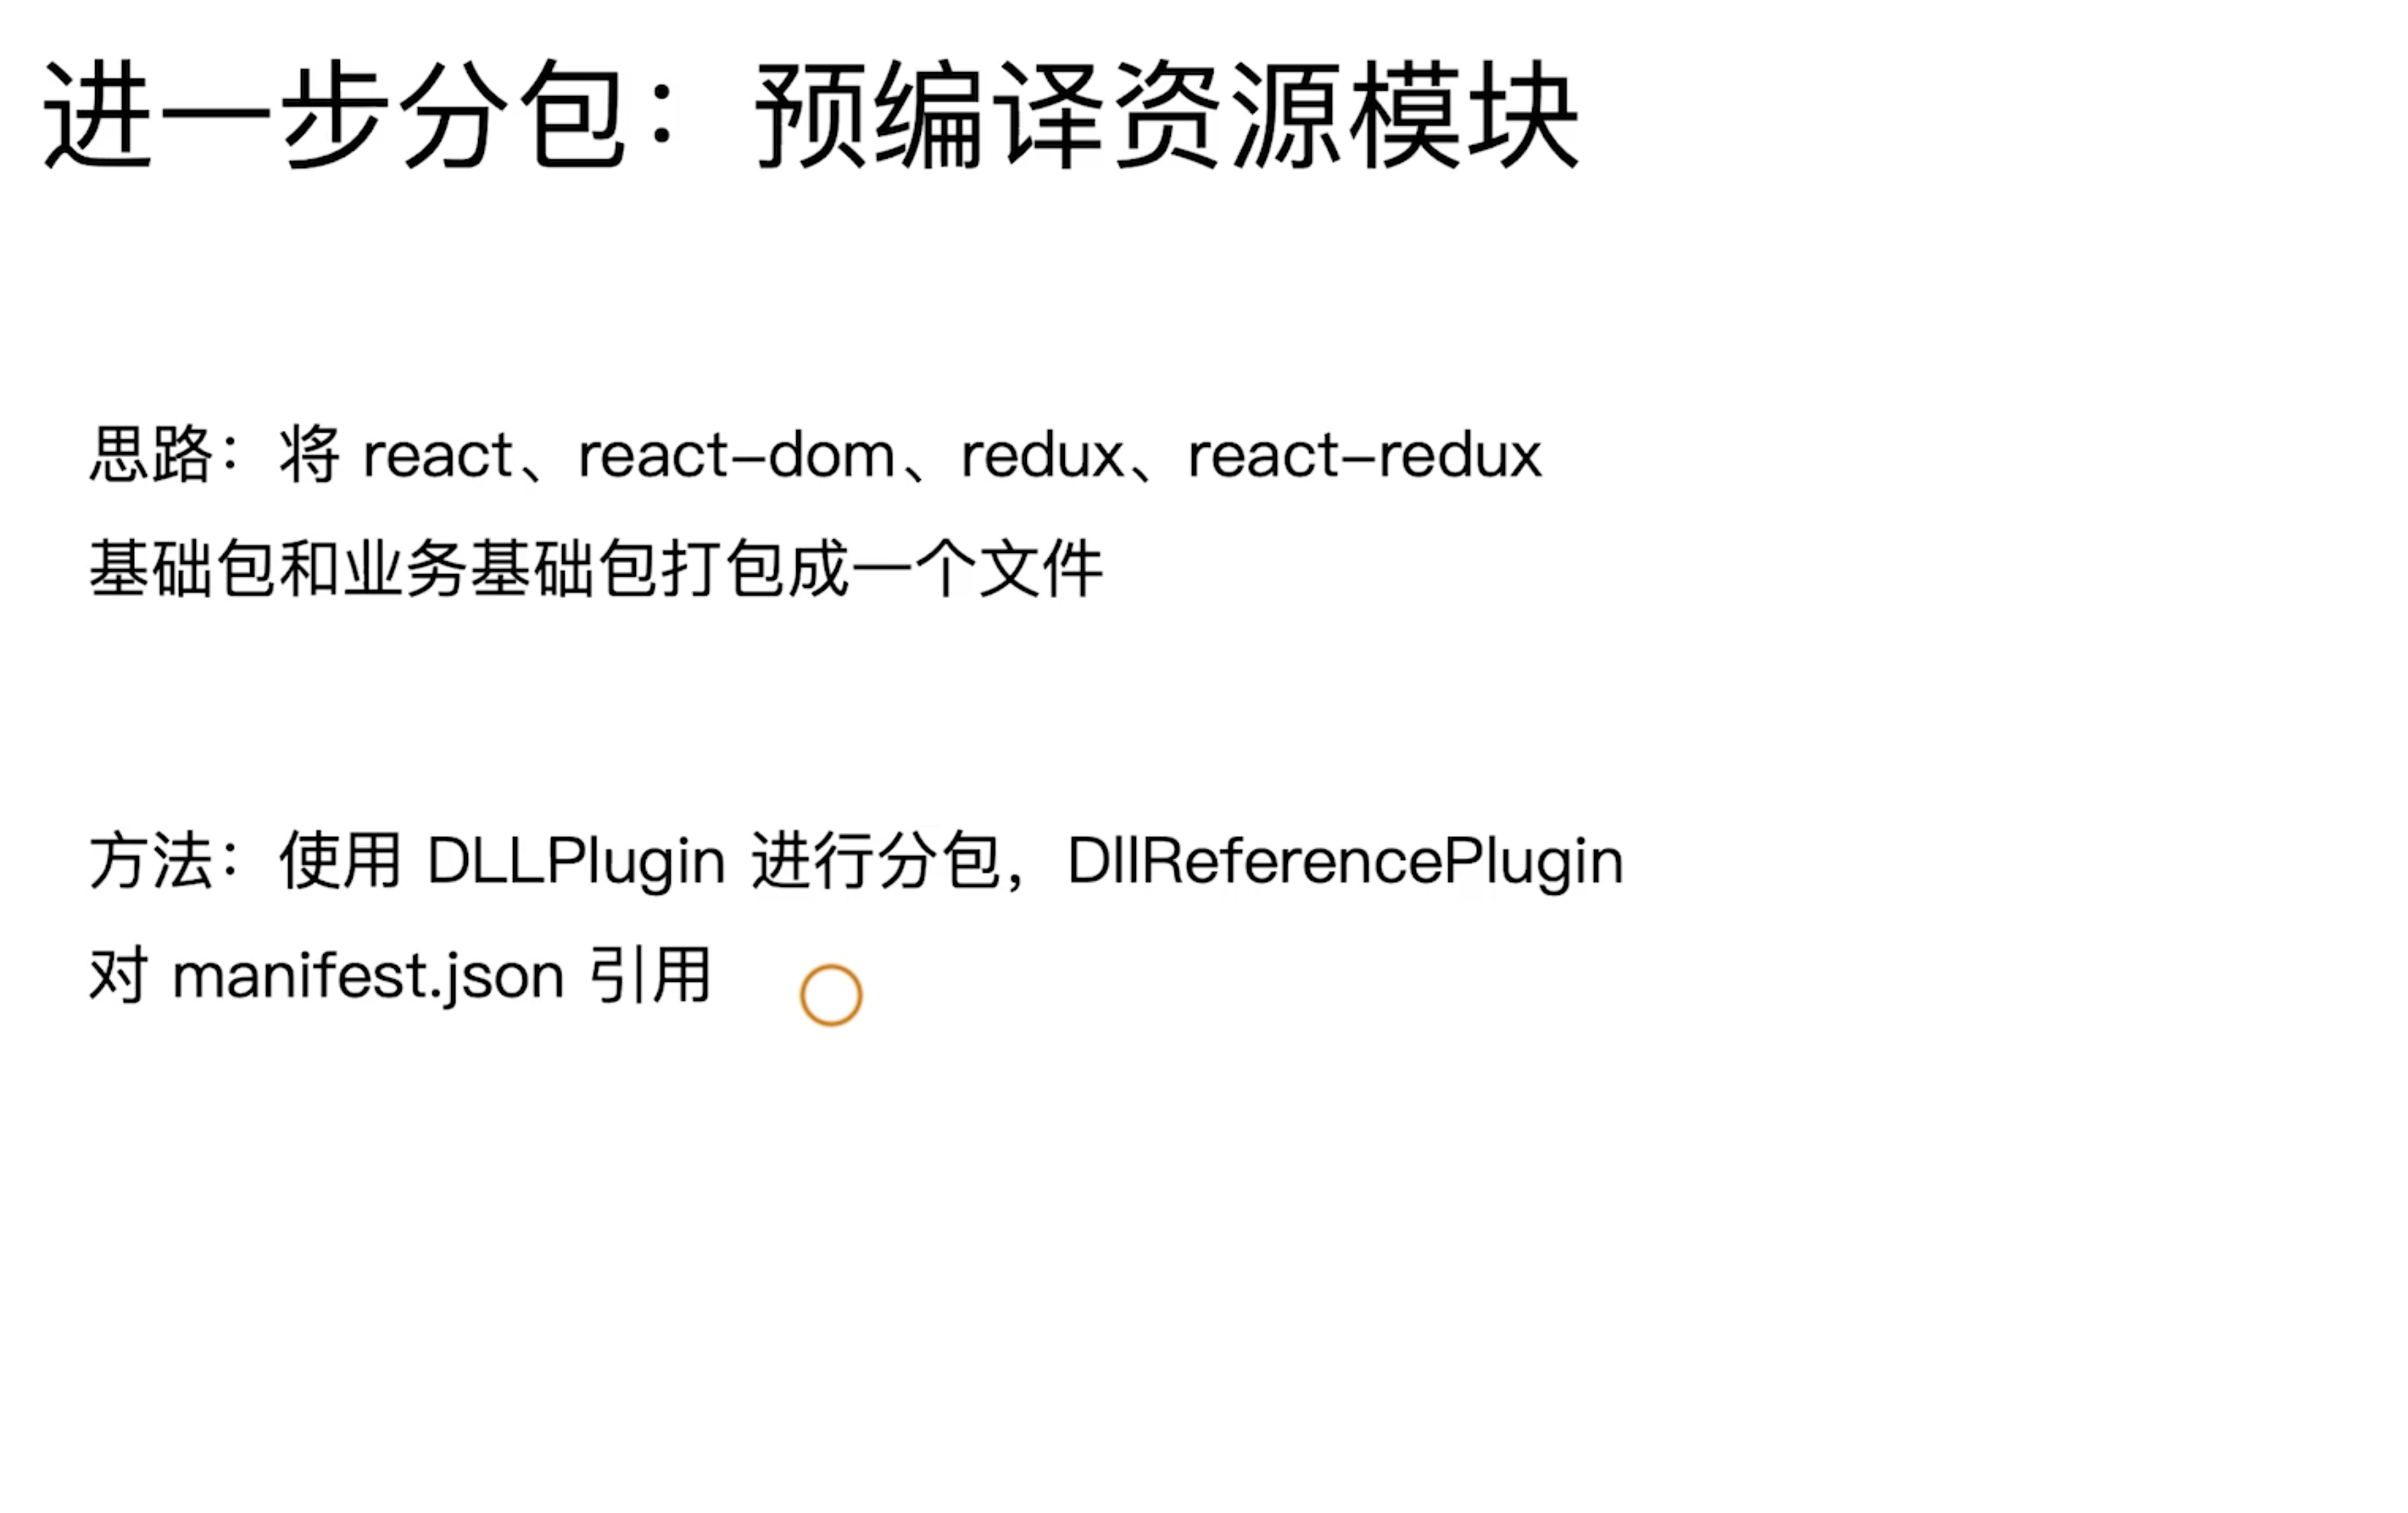 进一步分包：预编译资源模块
思路：将 react、react-dom、redux、react-redux
基础包和业务基础包打包成一个文件
方法：使用 DLLPlugin 进行分包，DllReferencePlugin
对 manifest.json 引用